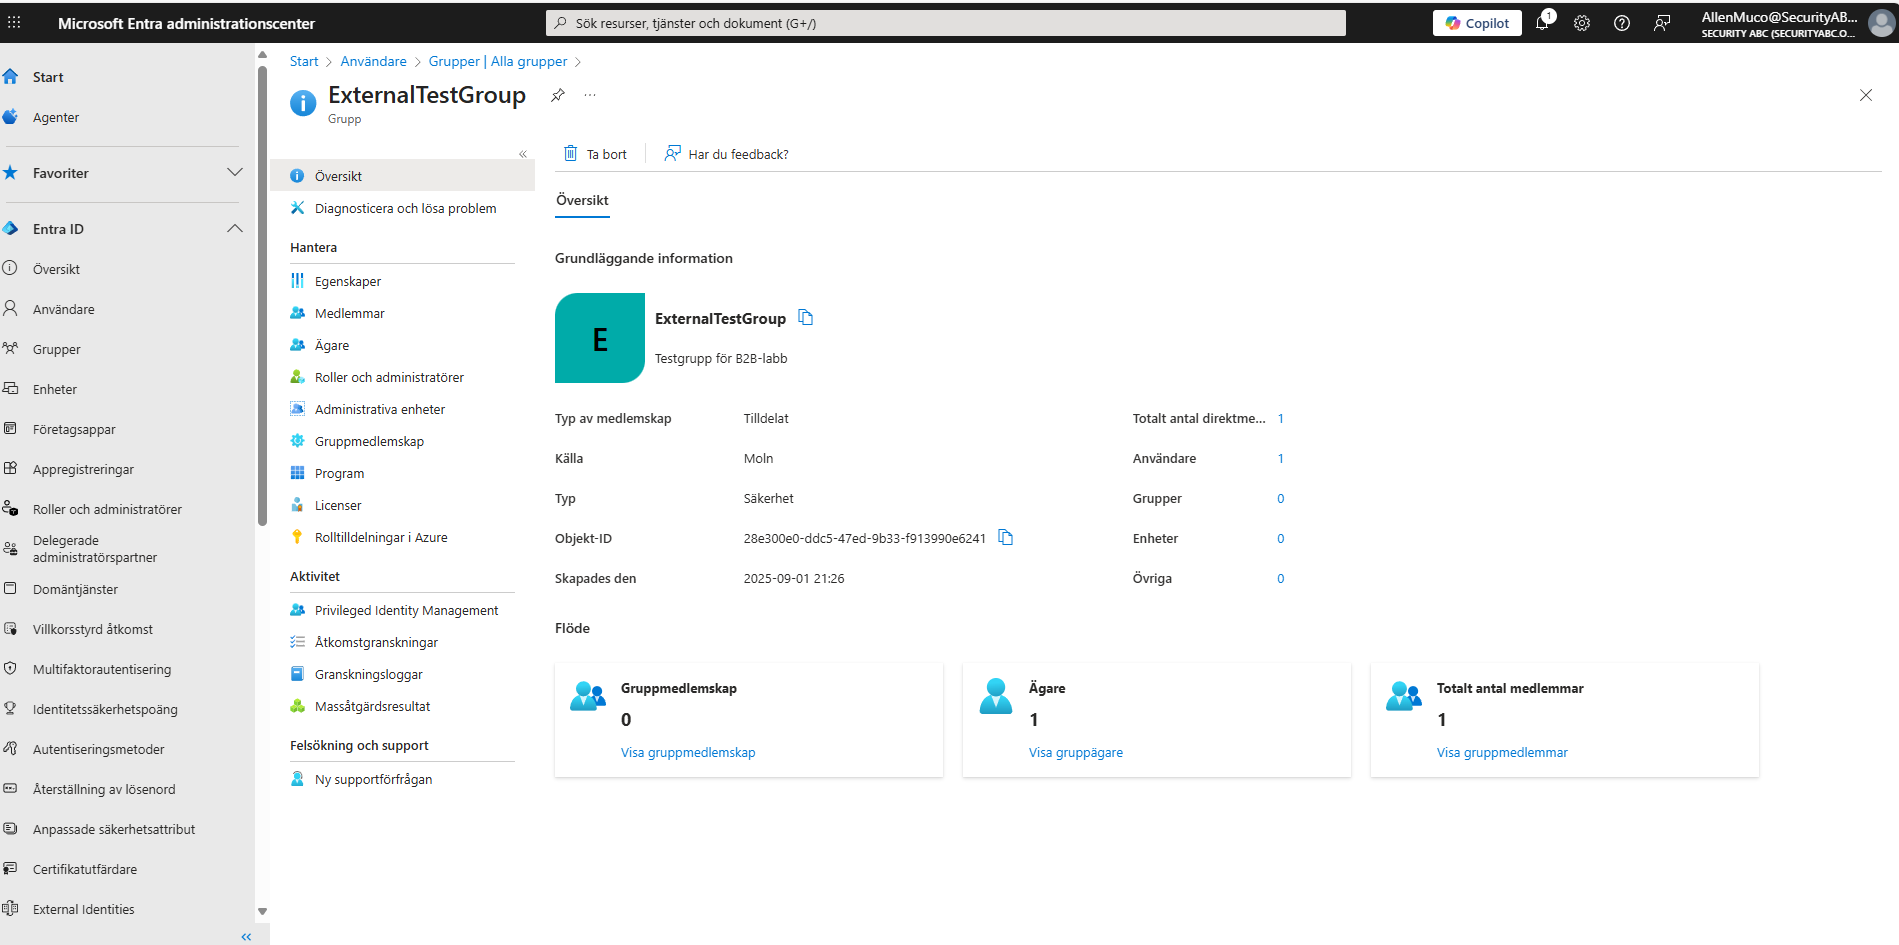 Microsoft Entra administrationscenter
Sök resurser, tjänster och dokument (G+/)
Copilot
1
AllenMuco@SecurityAB...
SECURITY ABC (SECURITYABC.O...
Start
Agenter
Favoriter
Entra ID
Översikt
Användare
Grupper
Enheter
Företagsappar
Appregistreringar
Roller och administratörer
Delegerade
administratörspartner
Domäntjänster
Villkorsstyrd åtkomst
Multifaktorautentisering
Identitetssäkerhetspoäng
Autentiseringsmetoder
Återställning av lösenord
Anpassade säkerhetsattribut
Certifikatutfärdare
External Identities
Start > Användare > Grupper | Alla grupper >
ExternalTestGroup
Grupp
Översikt
Diagnosticera och lösa problem
Hantera
Egenskaper
Medlemmar
Ägare
Roller och administratörer
Administrativa enheter
Gruppmedlemskap
Program
Licenser
Rolltilldelningar i Azure
Aktivitet
Privileged Identity Management
Åtkomstgranskningar
Granskningsloggar
Massåtgärdsresultat
Felsökning och support
Ny supportförfrågan
Ta bort
Har du feedback?
Översikt
Grundläggande information
E
ExternalTestGroup
Testgrupp för B2B-labb
Typ av medlemskap Tilldelat Totalt antal direktme... 1
Källa Moln Användare 1
Typ Säkerhet Grupper 0
Objekt-ID 28e300e0-ddc5-47ed-9b33-f913990e6241 Enheter 0
Skapades den 2025-09-01 21:26 Övriga 0
Flöde
Gruppmedlemskap
0
Visa gruppmedlemskap
Ägare
1
Visa gruppägare
Totalt antal medlemmar
1
Visa gruppmedlemmar